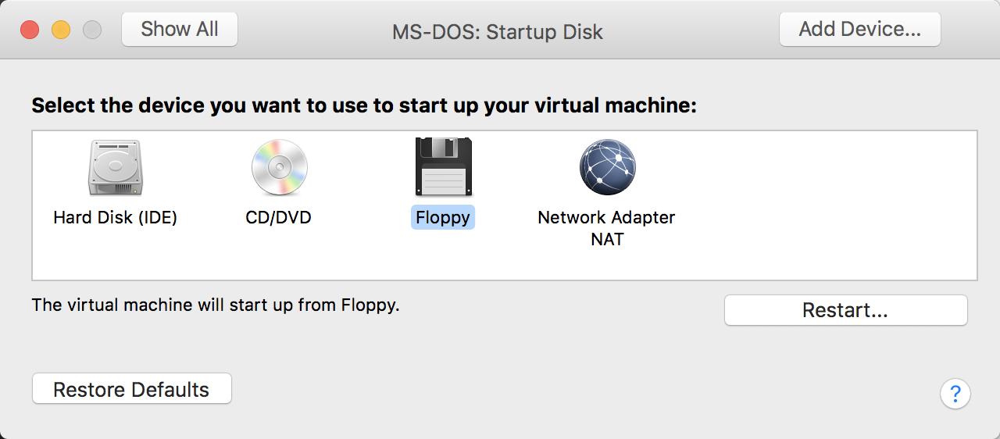 Show All
MS-DOS: Startup Disk
Add Device...
Select the device you want to use to start up your virtual machine:
Hard Disk (IDE)
CD/DVD
Floppy
Network Adapter
NAT
The virtual machine will start up from Floppy.
Restart...
Restore Defaults
?